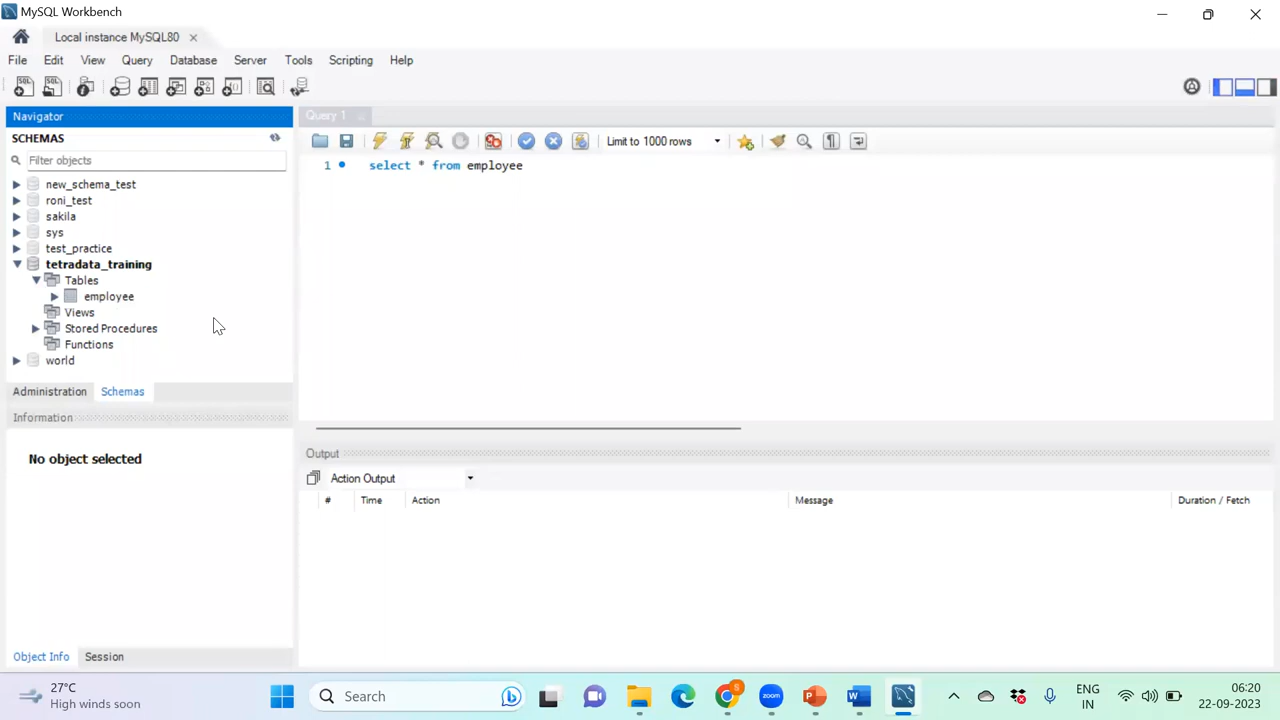 MySQL Workbench
Local instance MySQL80
File Edit View Query Database Server Tools Scripting Help
Navigator
SCHEMAS
Filter objects
new_schema_test
roni_test
sakila
sys
test_practice
tetradata_training
Tables
employee
Views
Stored Procedures
Functions
world
Administration Schemas
Information
No object selected
Object Info Session
Query 1
Limit to 1000 rows
1 select * from employee
Output
Action Output
# Time Action Message Duration / Fetch
27°C
High winds soon
Search
5
zoom
ENG
IN
06:20
22-09-2023